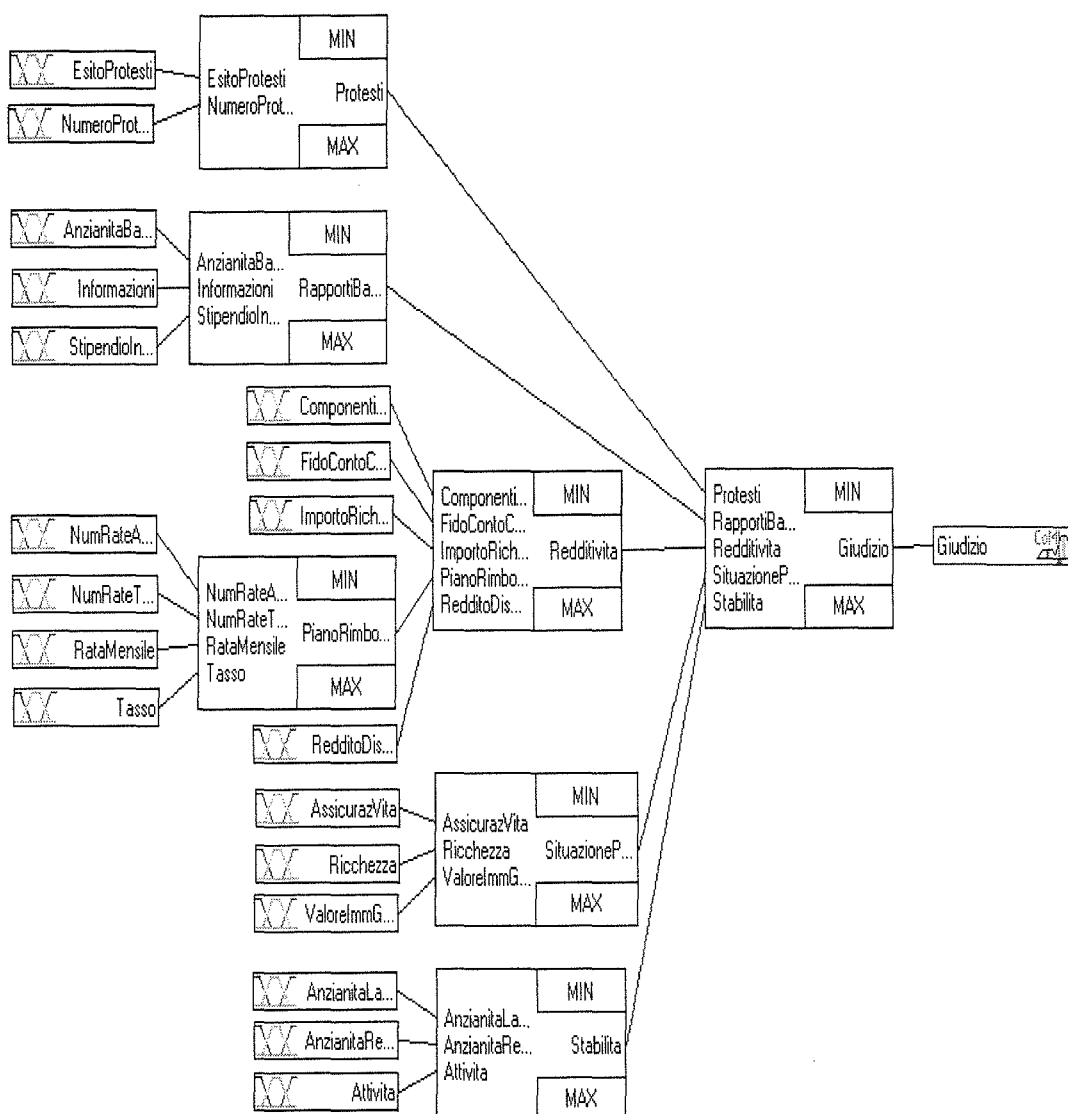 EsitoProtesti
NumeroProt...
EsitoProtesti
NumeroProt...
MIN
Protesti
MAX
AnzianitaBa...
Informazioni
StipendioIn...
AnzianitaBa...
Informazioni
StipendioIn...
MIN
RapportiBa...
MAX
Componenti...
FidoContoC...
ImportoRich...
NumRateA...
NumRateT...
RataMensile
Tasso
NumRateA...
NumRateT...
RataMensile
Tasso
MIN
PianoRimbo...
MAX
RedditoDis...
Componenti...
FidoContoC...
ImportoRich...
PianoRimbo...
RedditoDis...
MIN
Redditivita
MAX
AssicurazVita
Ricchezza
ValoreImmG...
AssicurazVita
Ricchezza
ValoreImmG...
MIN
SituazioneP...
MAX
AnzianitaLa...
AnzianitaRe...
Attivita
AnzianitaLa...
AnzianitaRe...
Attivita
MIN
Stabilita
MAX
Protesti
RapportiBa...
Redditivita
SituazioneP...
Stabilita
MIN
Giudizio
MAX
Giudizio